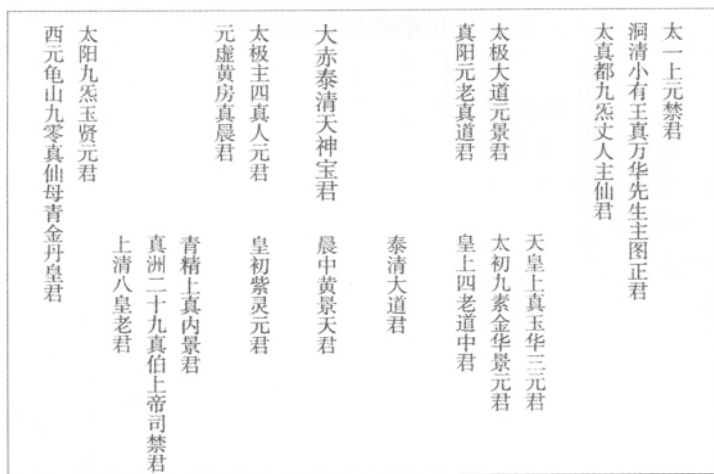 太一上元禁君
洞清小有王真万华先生主图正君
太真都九炁丈人主仙君
天皇上真玉华三元君
太极大道元景君
太初九素金华景元君
真阳元老真道君
皇上四老道中君
泰清大道君
大赤泰清天神宝君
晨中黄景天君
太极主四真人元君
皇初紫灵元君
元虚黄房真晨君
青精上真内景君
真洲二十九真伯上帝司禁君
上清八皇老君
太阳九炁玉贤元君
西元龟山九零真仙母青金丹皇君